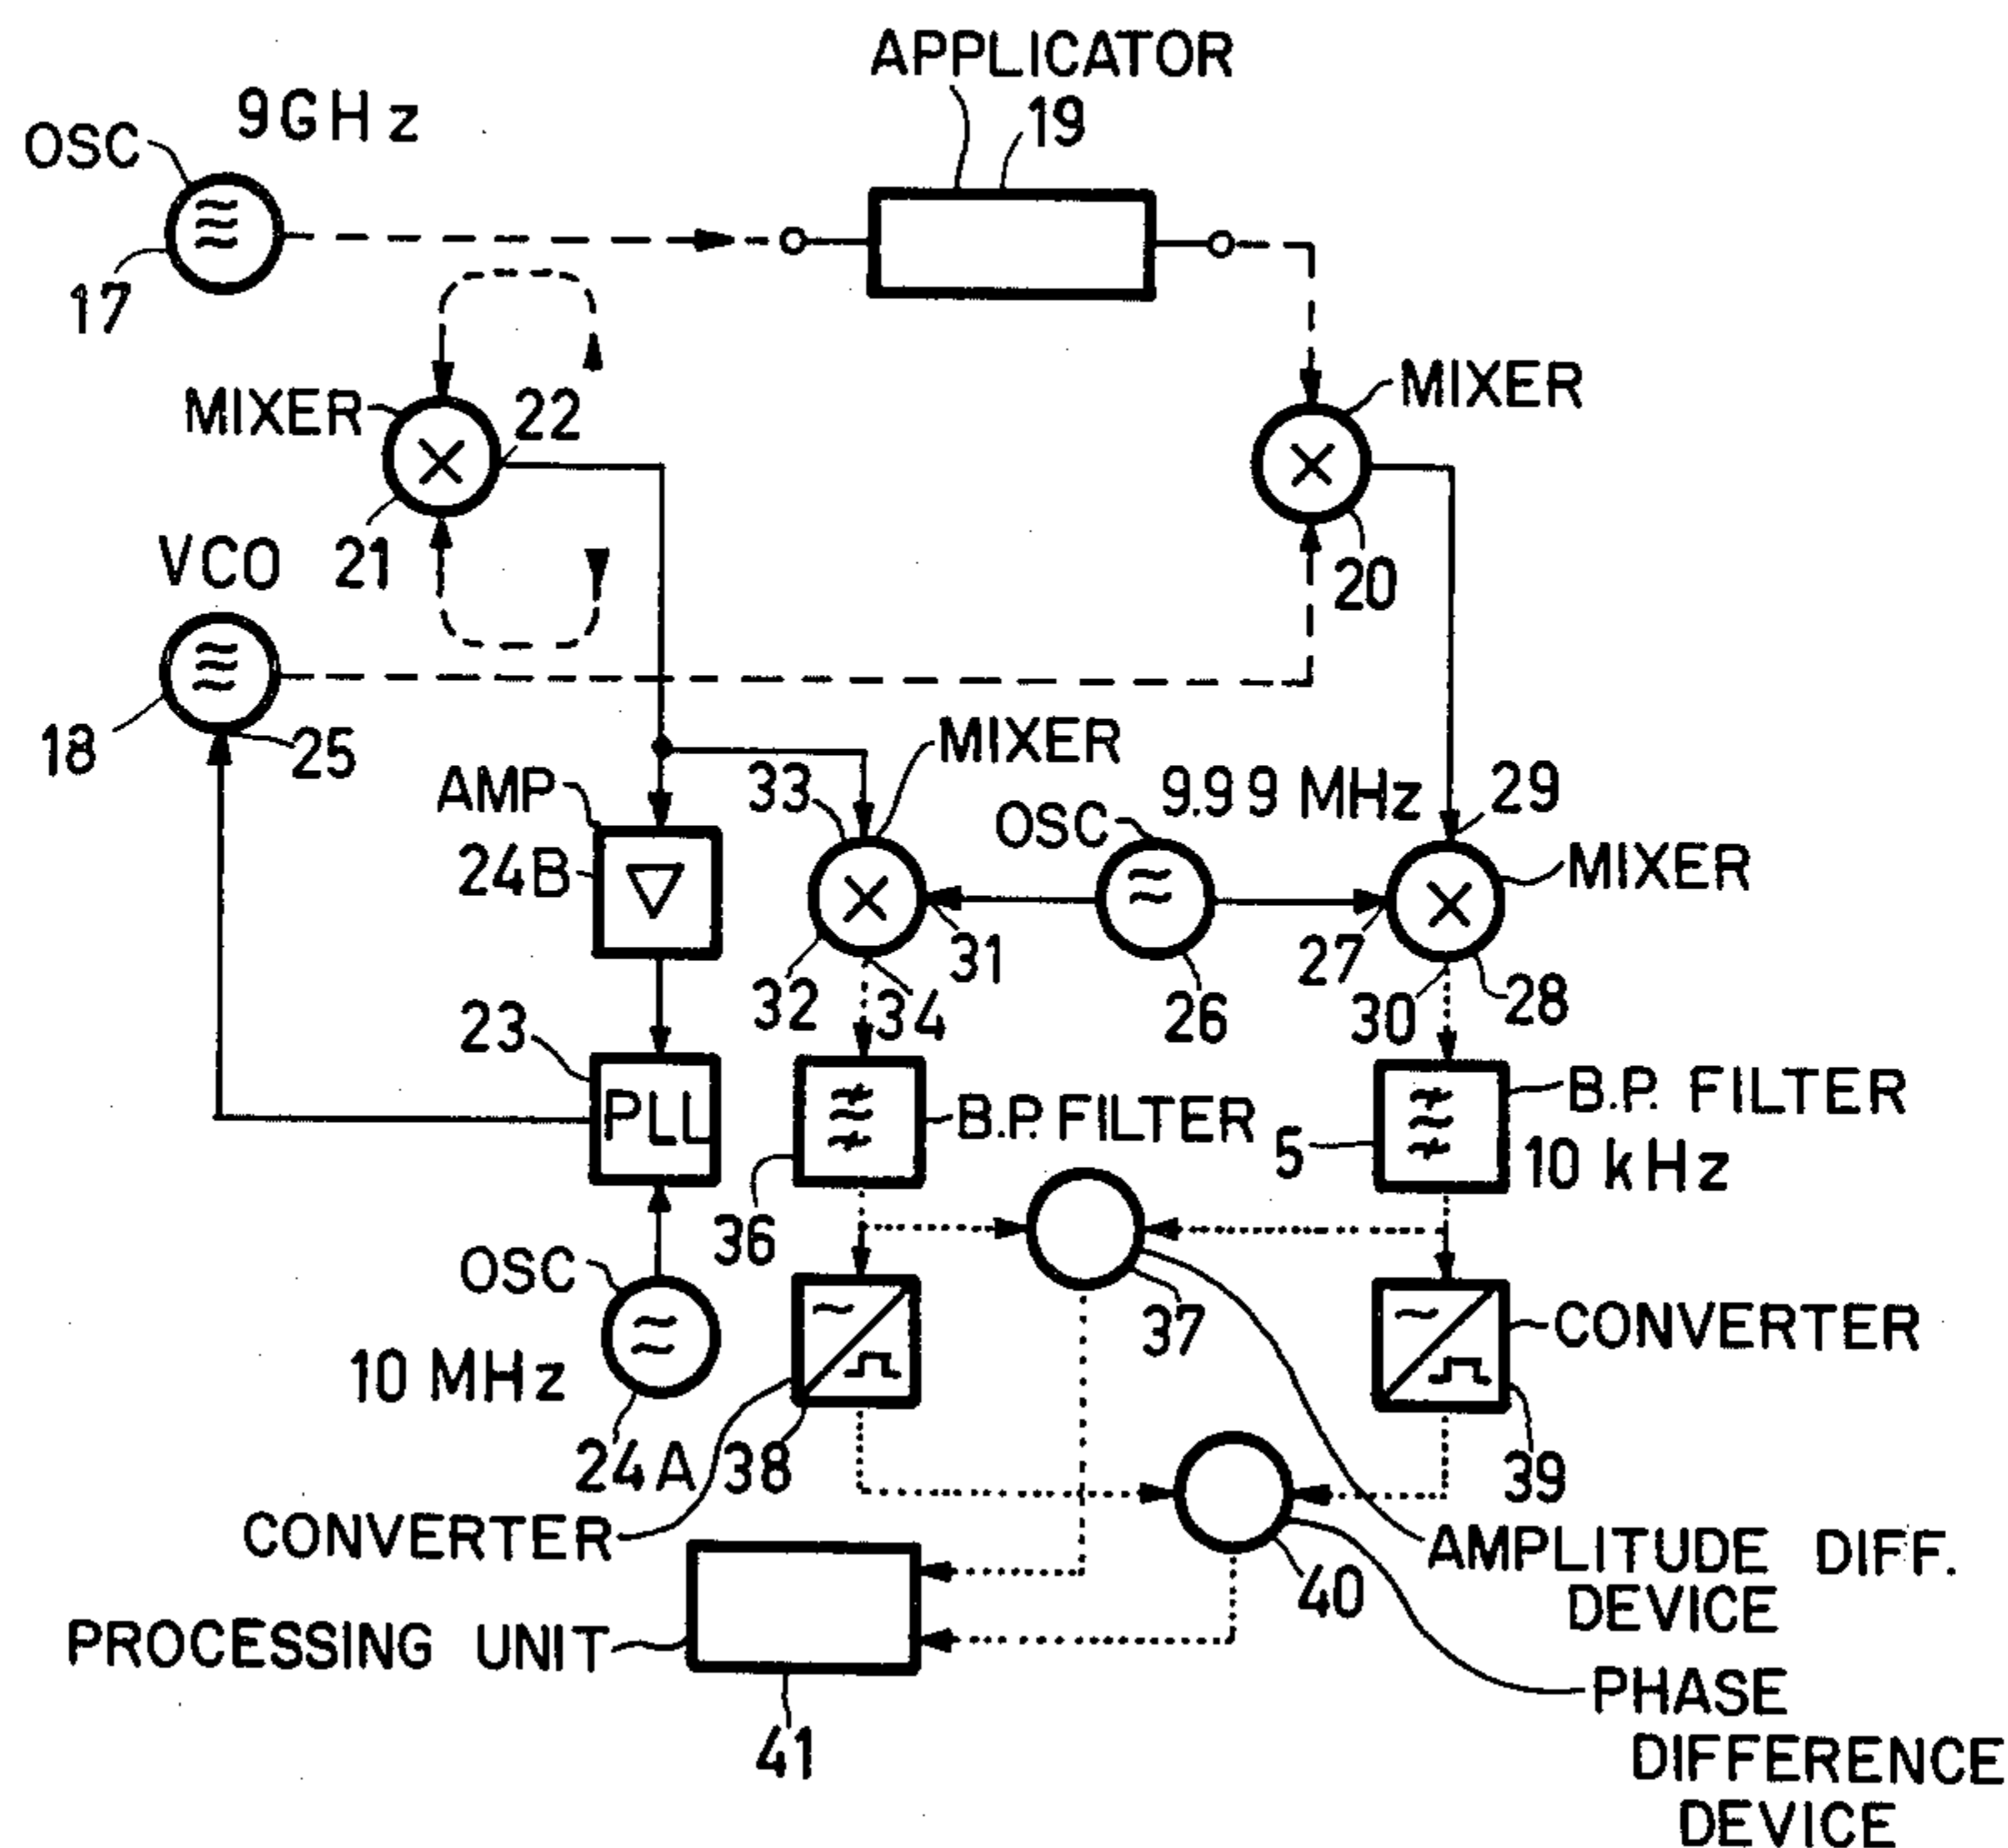 APPLICATOR
19
9GHz
OSC
17
MIXER
22
21
MIXER
20
VCO
18
25
AMP
24B
33
MIXER
9.99 MHz
OSC
29
MIXER
32
34
31
26
27
30
28
23
PLL
B.P. FILTER
36
5
B.P. FILTER
10 kHz
OSC
10 MHz
24A
38
37
CONVERTER
39
CONVERTER
40
AMPLITUDE DIFF.
DEVICE
PROCESSING UNIT
41
PHASE
DIFFERENCE
DEVICE